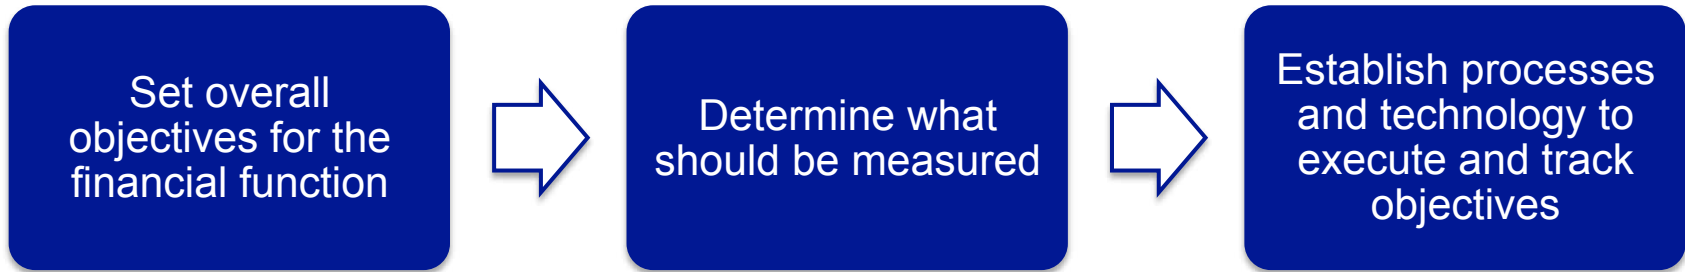 Set overall
objectives for the
financial function
Determine what
should be measured
Establish processes
and technology to
execute and track
objectives